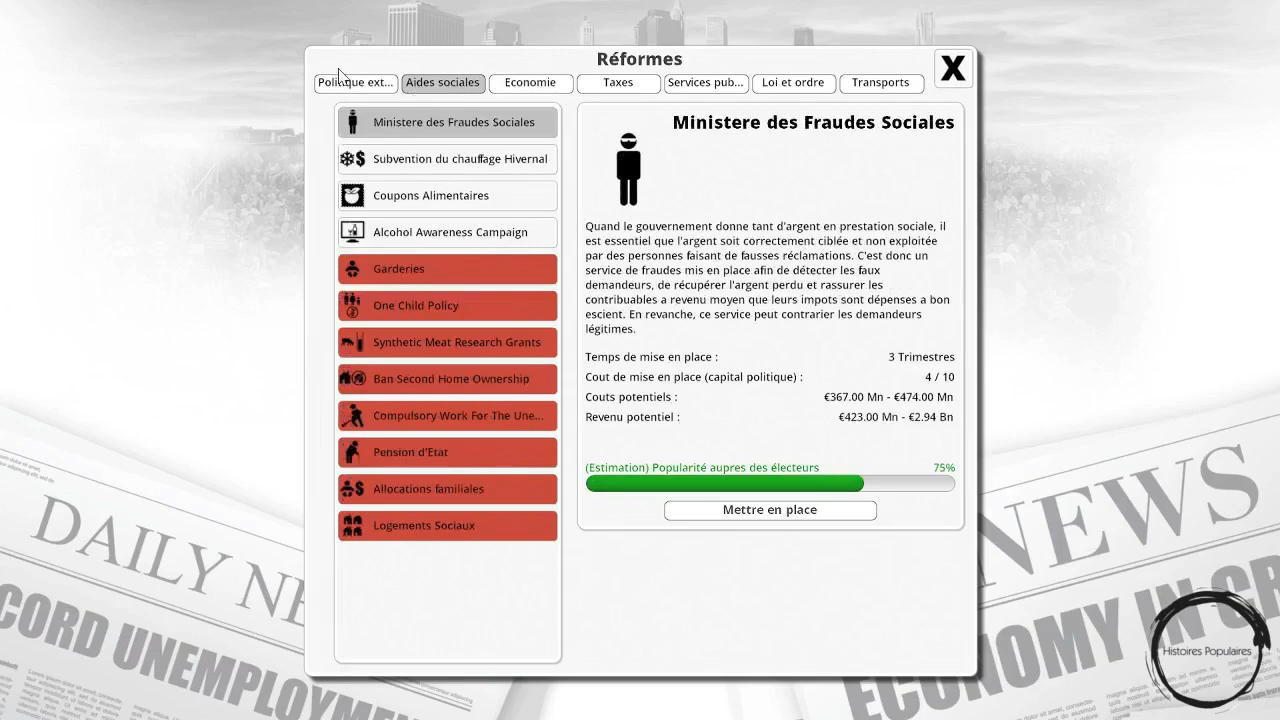 Réformes
X
Politique ext...
Aides sociales
Economie
Taxes
Services pub...
Loi et ordre
Transports
Ministere des Fraudes Sociales
Subvention du chauffage Hivernal
Coupons Alimentaires
Alcohol Awareness Campaign
Garderies
One Child Policy
Synthetic Meat Research Grants
Ban Second Home Ownership
Compulsory Work For The Une...
Pension d'Etat
Allocations familiales
Logements Sociaux
Ministere des Fraudes Sociales
Quand le gouvernement donne tant d'argent en prestation sociale, il
est essentiel que l'argent soit correctement ciblée et non exploitée
par des personnes faisant de fausses réclamations. C'est donc un
service de fraudes mis en place afin de détecter les faux
demandeurs, de récupérer l'argent perdu et rassurer les
contribuables a revenu moyen que leurs impots sont dépenses a bon
escient. En revanche, ce service peut contrarier les demandeurs
légitimes.
Temps de mise en place : 3 Trimestres
Cout de mise en place (capital politique) : 4 / 10
Couts potentiels : €367.00 Mn - €474.00 Mn
Revenu potentiel : €423.00 Mn - €2.94 Bn
(Estimation) Popularité aupres des électeurs 75%
Mettre en place
DAILY NE
CORD UNEMPLOYME
NEWS
ECONOMY IN CR
Histoires Populaires